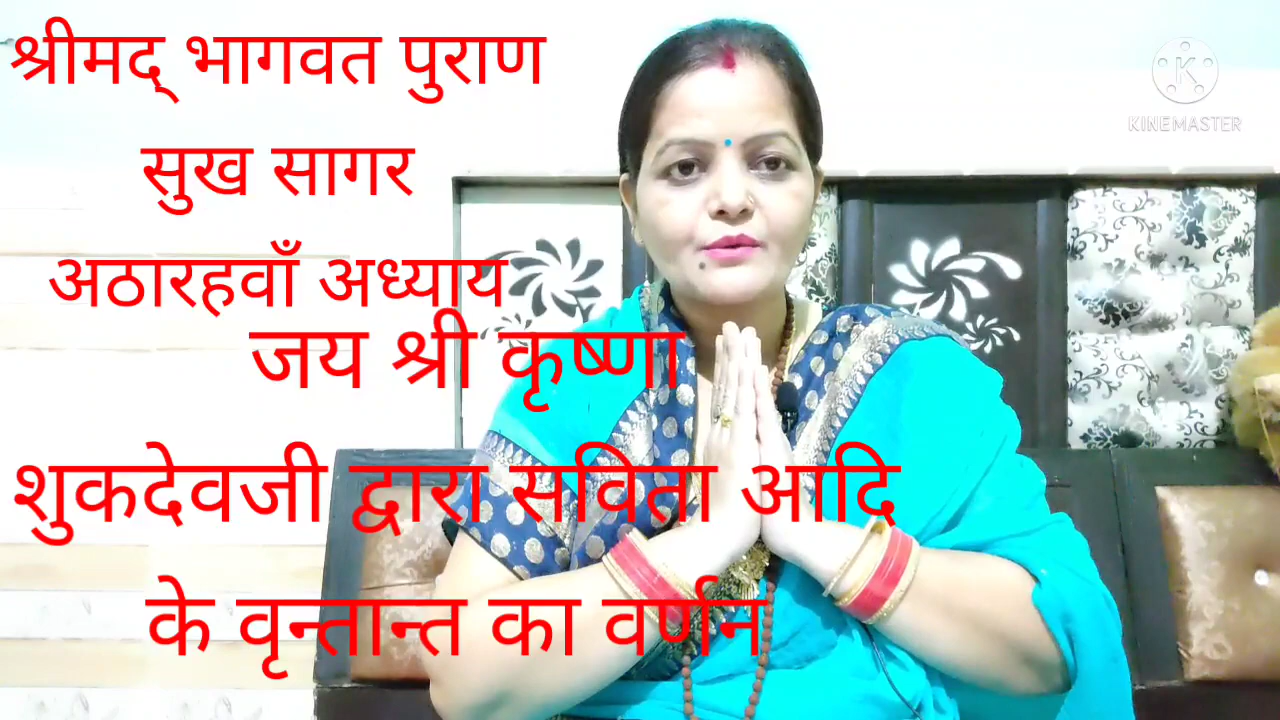 श्रीमद् भागवत पुराण
KINEMASTER
सुख सागर
अठारहवाँ अध्याय
जय श्री कृष्णा
शुकदेवजी द्वारा सविता आदि
के वृन्तान्त का वर्णन